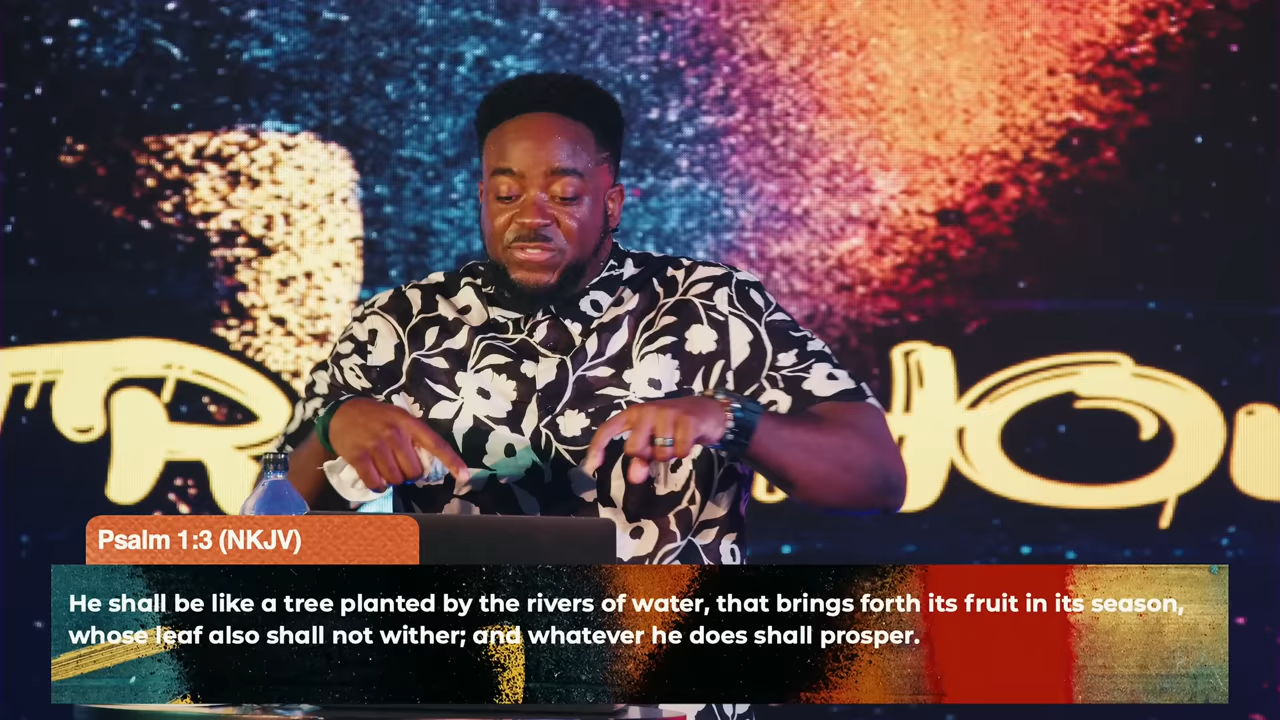 Psalm 1:3 (NKJV)
He shall be like a tree planted by the rivers of water, that brings forth its fruit in its season,
whose leaf also shall not wither; and whatever he does shall prosper.